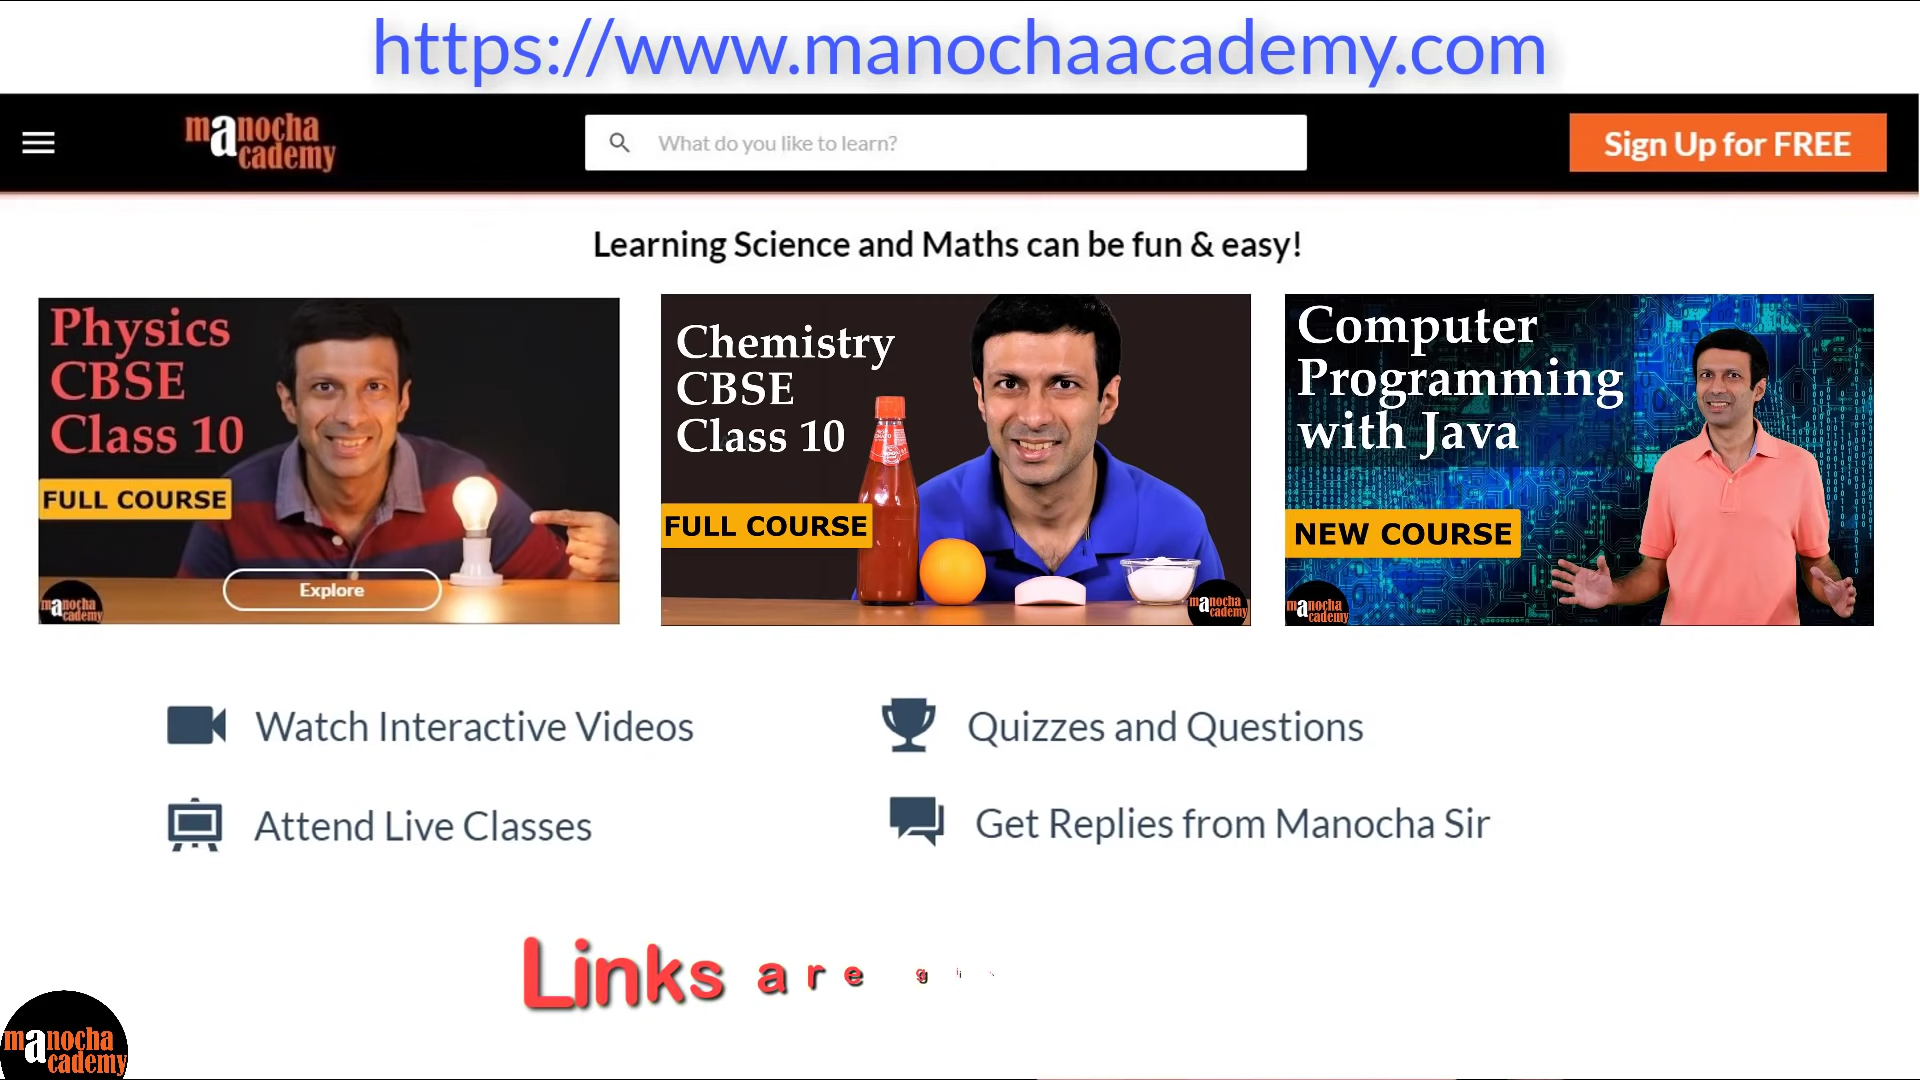 https://www.manochaacademy.com
manocha academy
What do you like to learn?
Sign Up for FREE
Learning Science and Maths can be fun & easy!
Physics
CBSE
Class 10
FULL COURSE
Explore
manocha academy
Chemistry
CBSE
Class 10
FULL COURSE
manocha academy
Computer
Programming
with Java
NEW COURSE
manocha academy
Watch Interactive Videos
Quizzes and Questions
Attend Live Classes
Get Replies from Manocha Sir
Links are
manocha academy